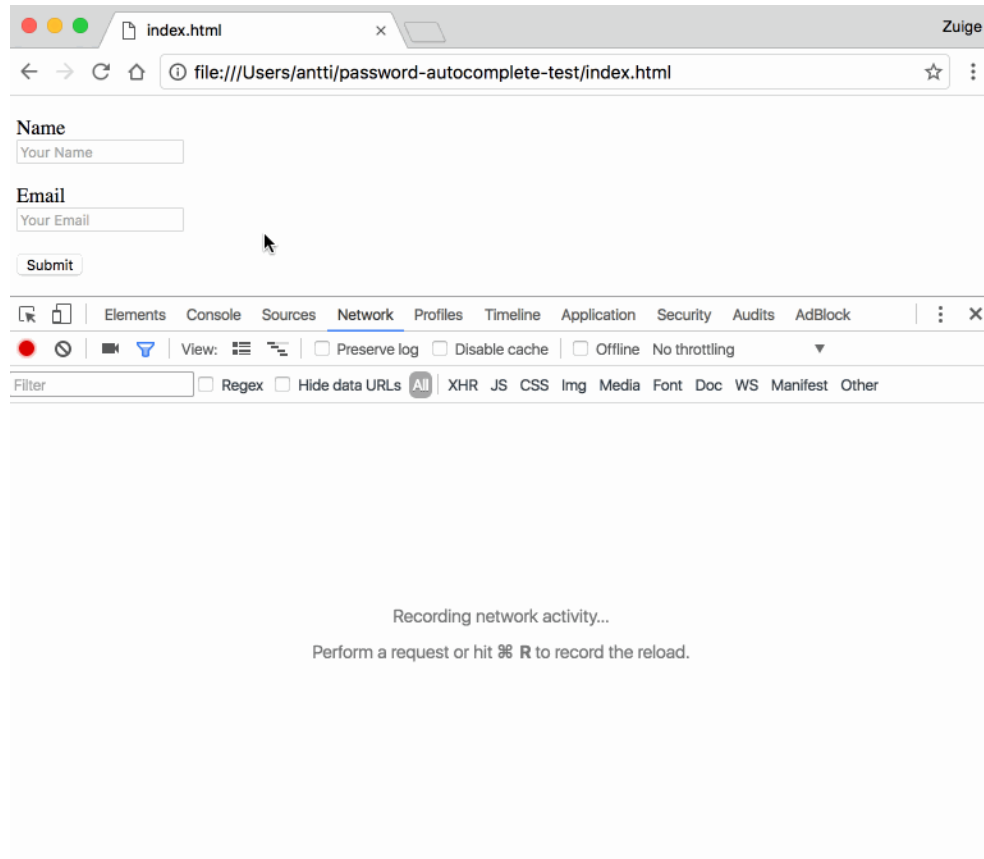 index.html × Zuige
file:///Users/antti/password-autocomplete-test/index.html
Name
Your Name
Email
Your Email
Submit
Elements Console Sources Network Profiles Timeline Application Security Audits AdBlock
View: Preserve log Disable cache Offline No throttling
Filter Regex Hide data URLs All XHR JS CSS Img Media Font Doc WS Manifest Other
Recording network activity...
Perform a request or hit ⌘ R to record the reload.